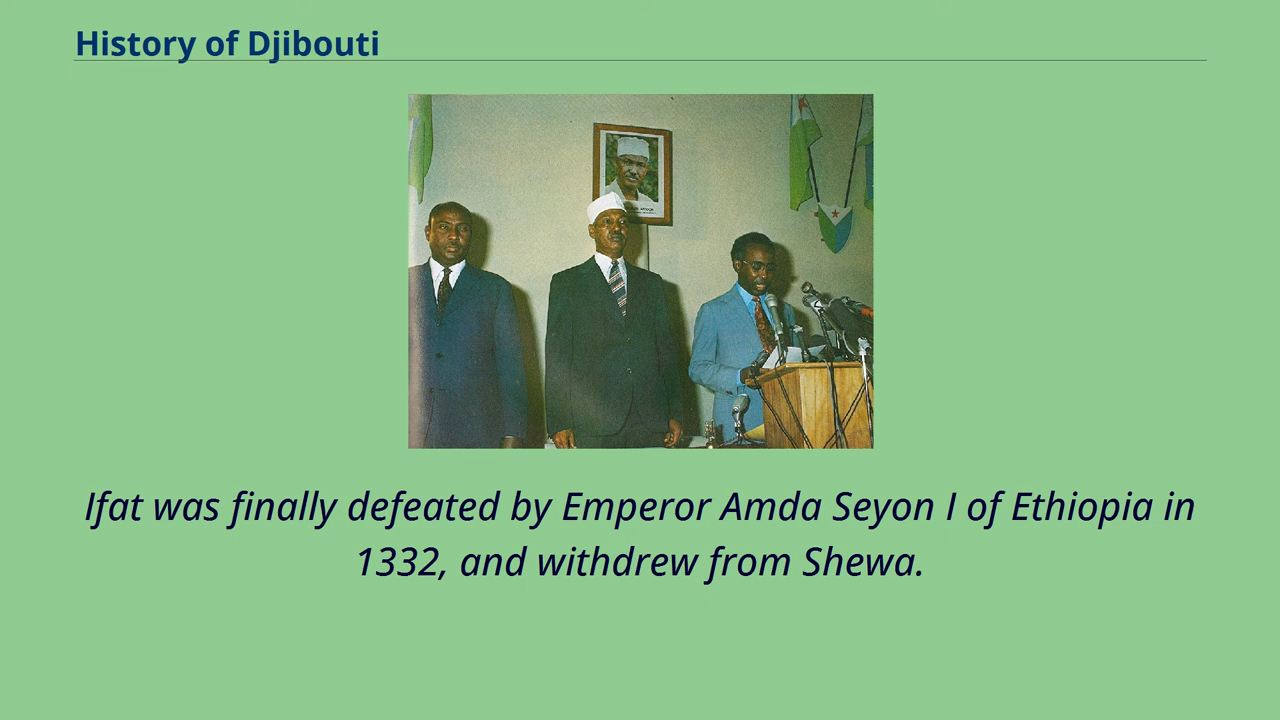 History of Djibouti
Ifat was finally defeated by Emperor Amda Seyon I of Ethiopia in
1332, and withdrew from Shewa.